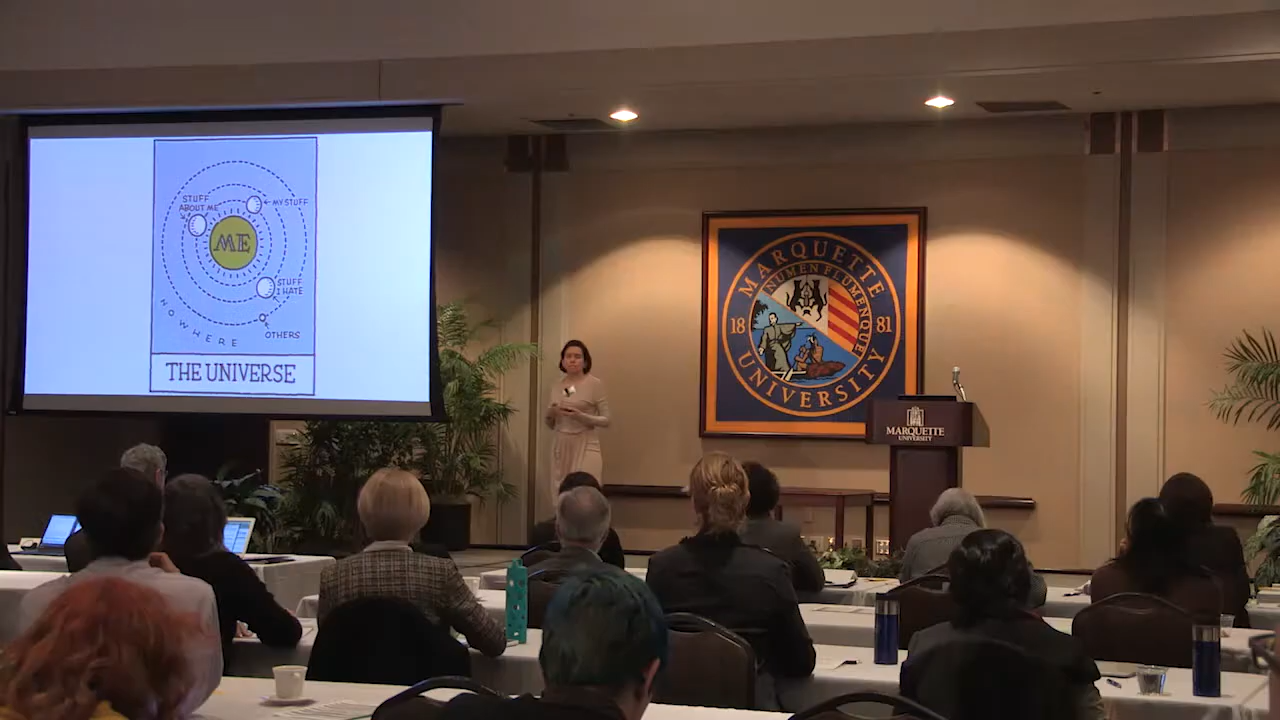 STUFF
ABOUT ME
MY STUFF
ME
STUFF
I HATE
OTHERS
NOWHERE
THE UNIVERSE
MARQUETTE
NUMEN FLUMENQUE
18 81
UNIVERSITY
MARQUETTE
UNIVERSITY